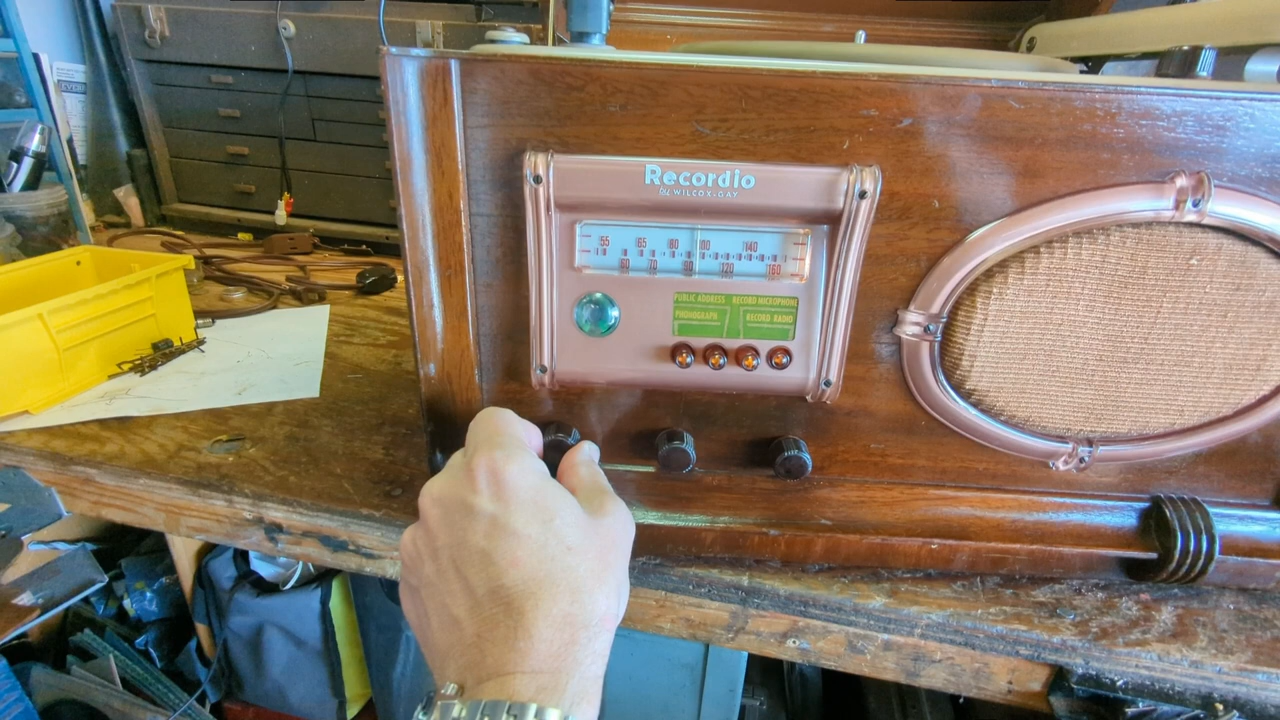 Recordio
by WILCOX-GAY
55 65 80 100 140
60 70 90 120 160
PUBLIC ADDRESS RECORD MICROPHONE
PHONOGRAPH RECORD RADIO